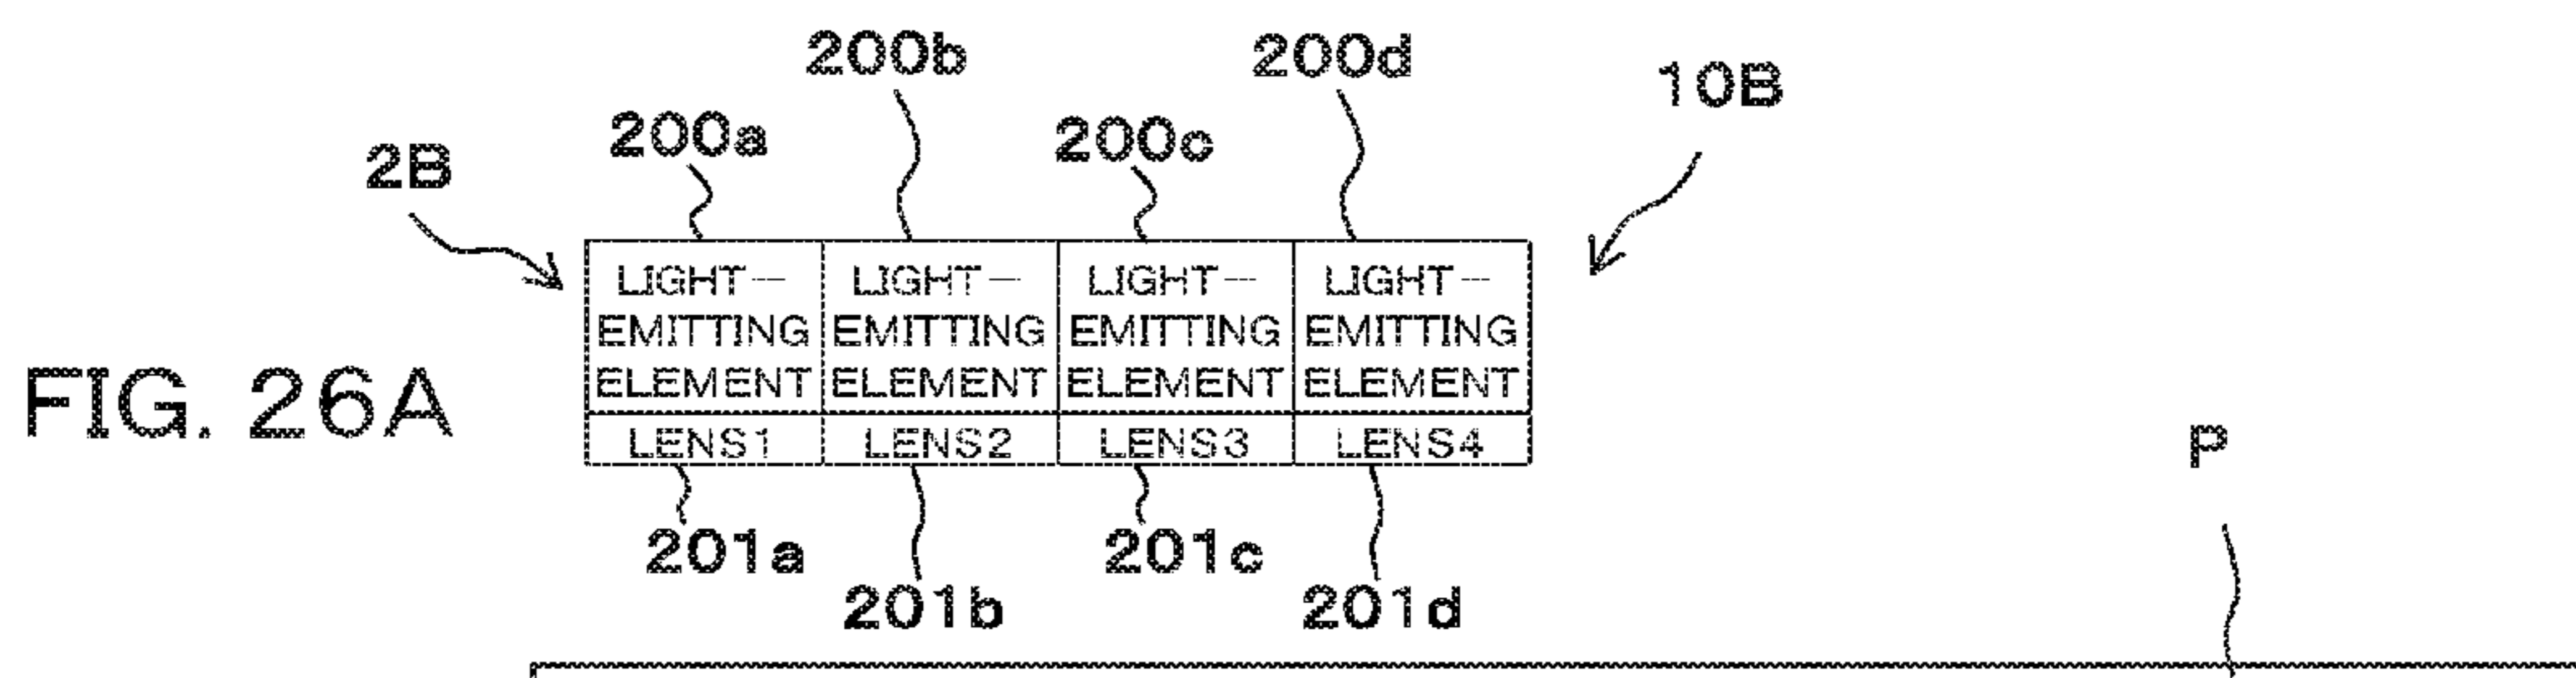 200b 200d
10B
200a 200c
2B
LIGHT- LIGHT- LIGHT- LIGHT-
EMITTING EMITTING EMITTING EMITTING
ELEMENT ELEMENT ELEMENT ELEMENT
FIG. 26A
LENS1 LENS2 LENS3 LENS4
P
201a 201c
201b 201d